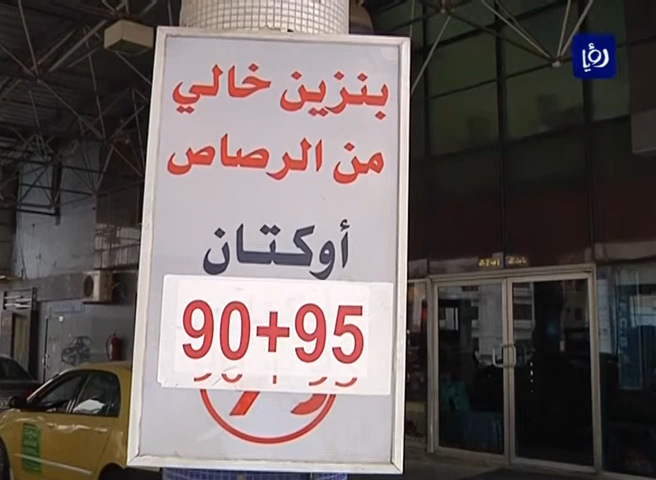 رؤيا
بنزين خالي
من الرصاص
أوكتان
90+95